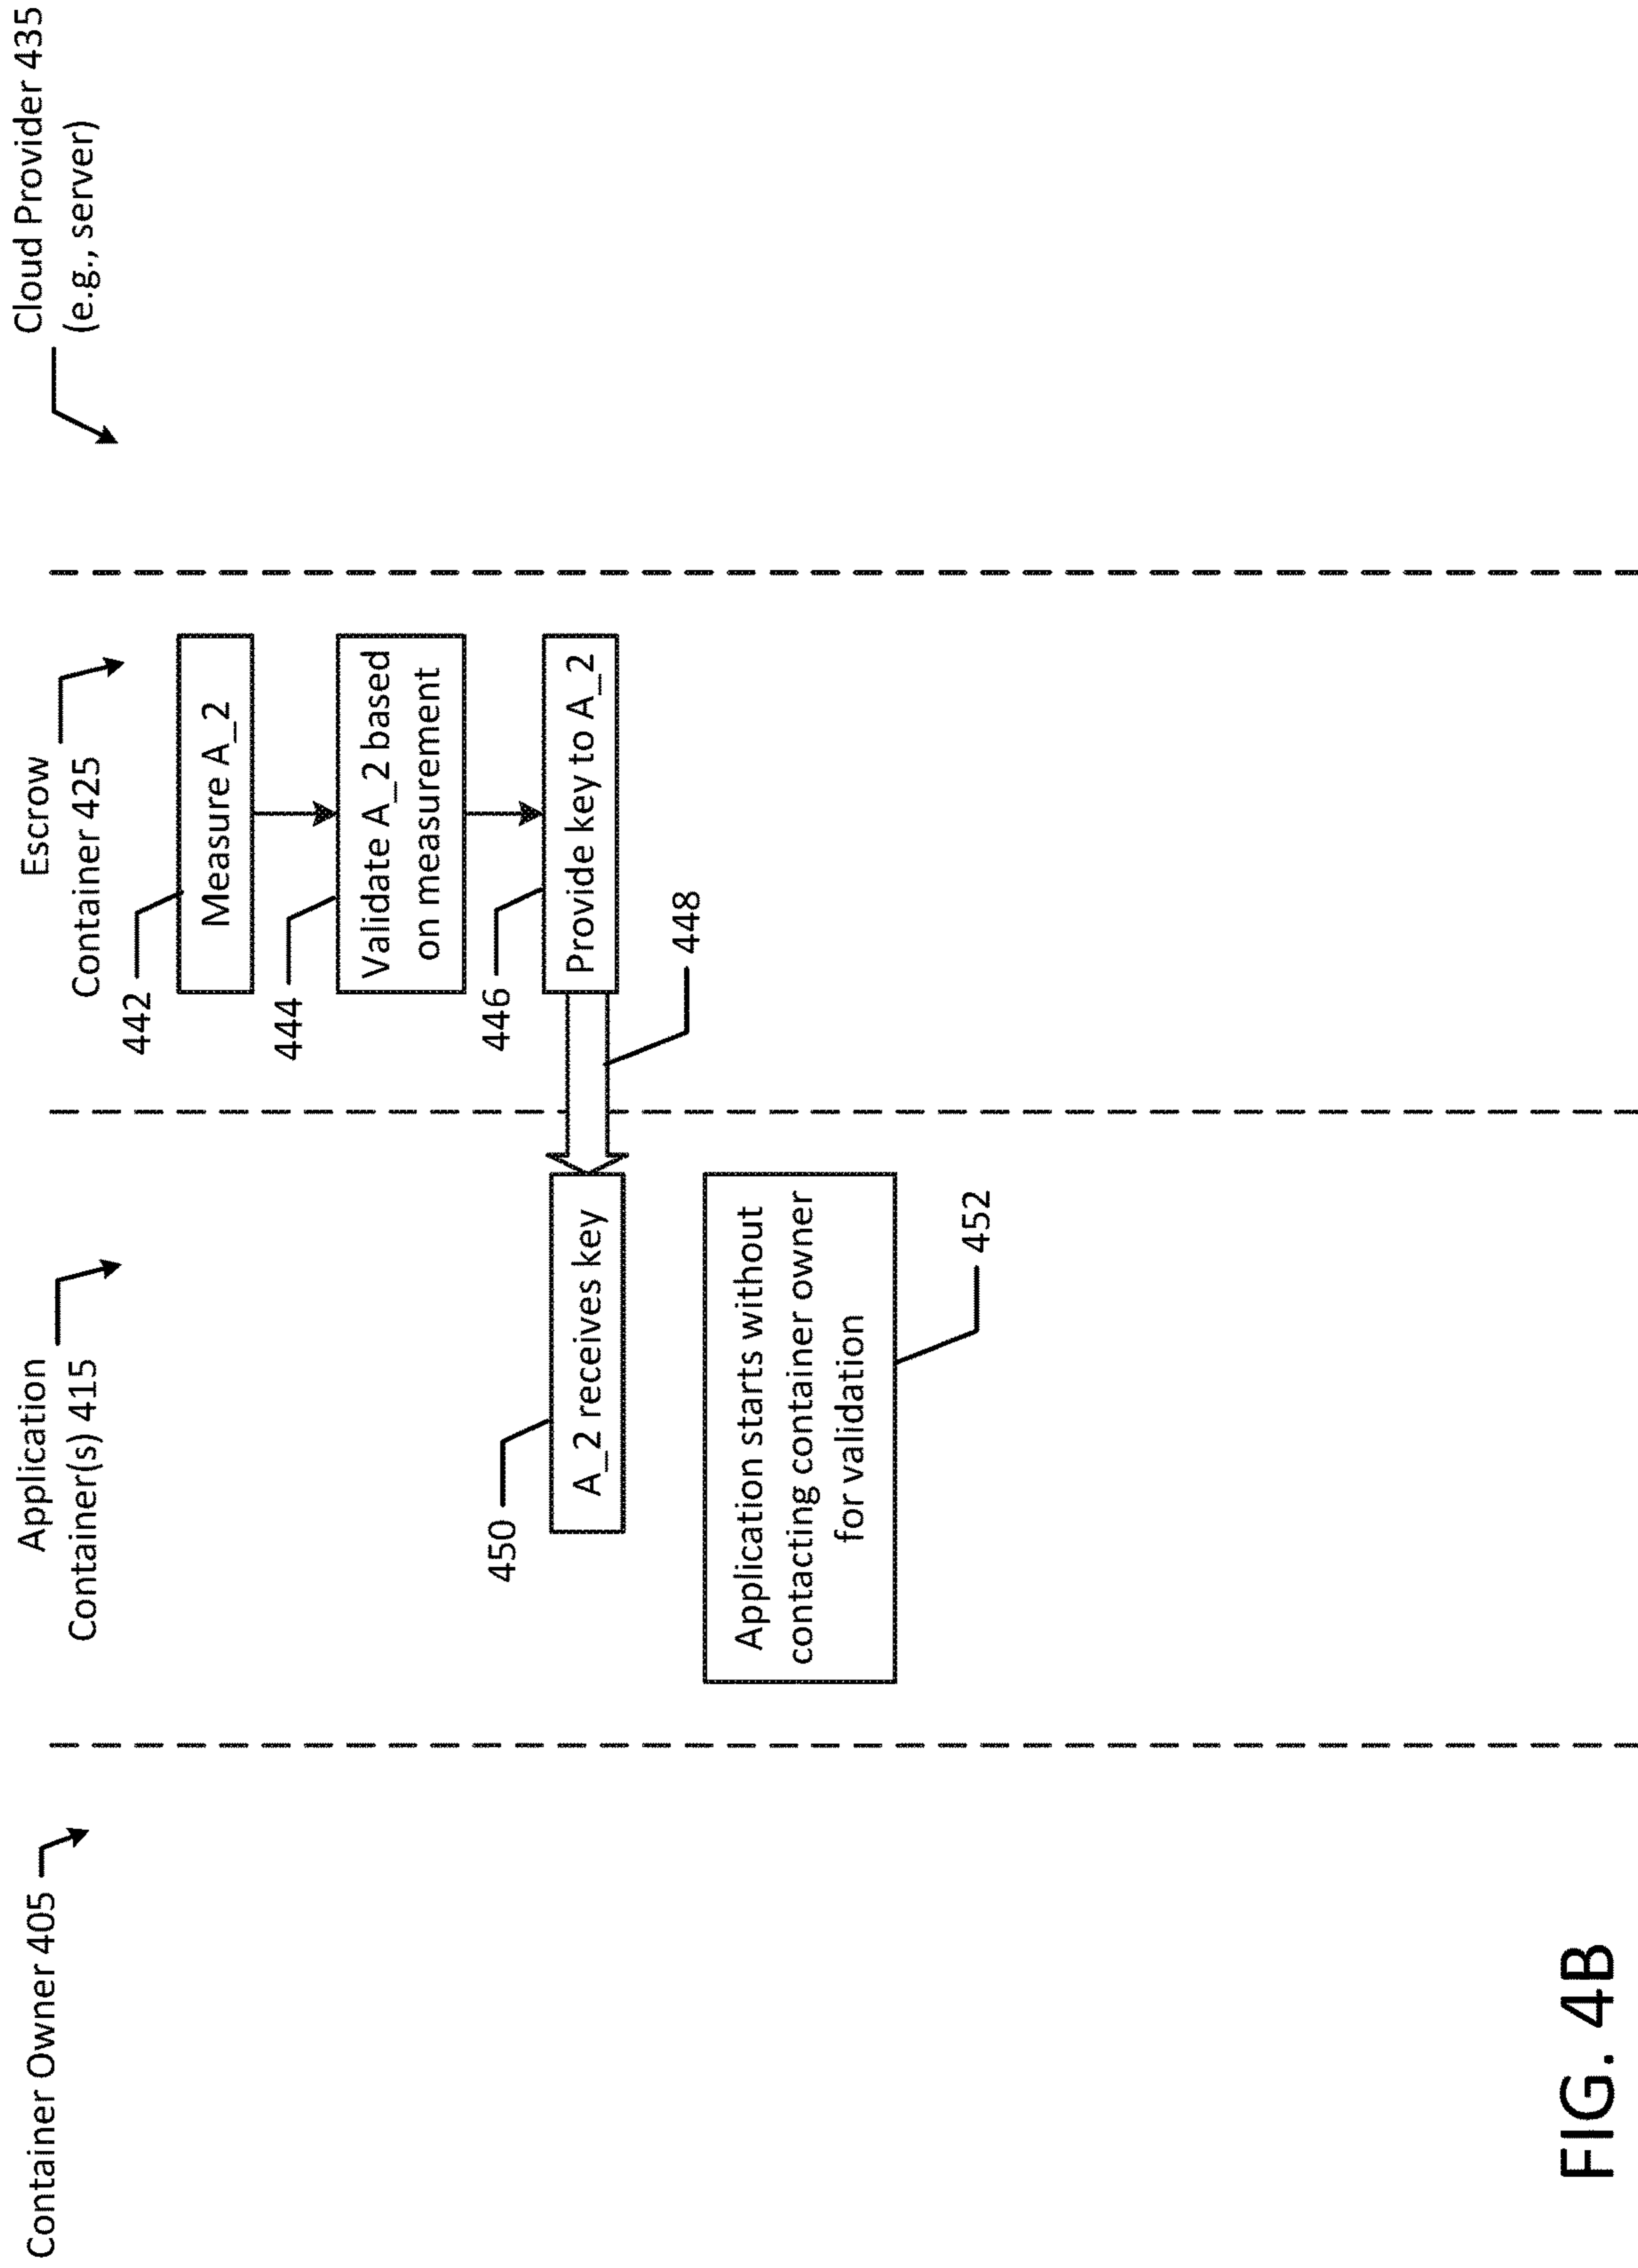 Container Owner 405
Application
Container(s) 415
Escrow
Container 425
Cloud Provider 435
(e.g., server)
442
Measure A_2
444
Validate A_2 based
on measurement
446
Provide key to A_2
448
450
A_2 receives key
Application starts without
contacting container owner
for validation
452
FIG. 4B